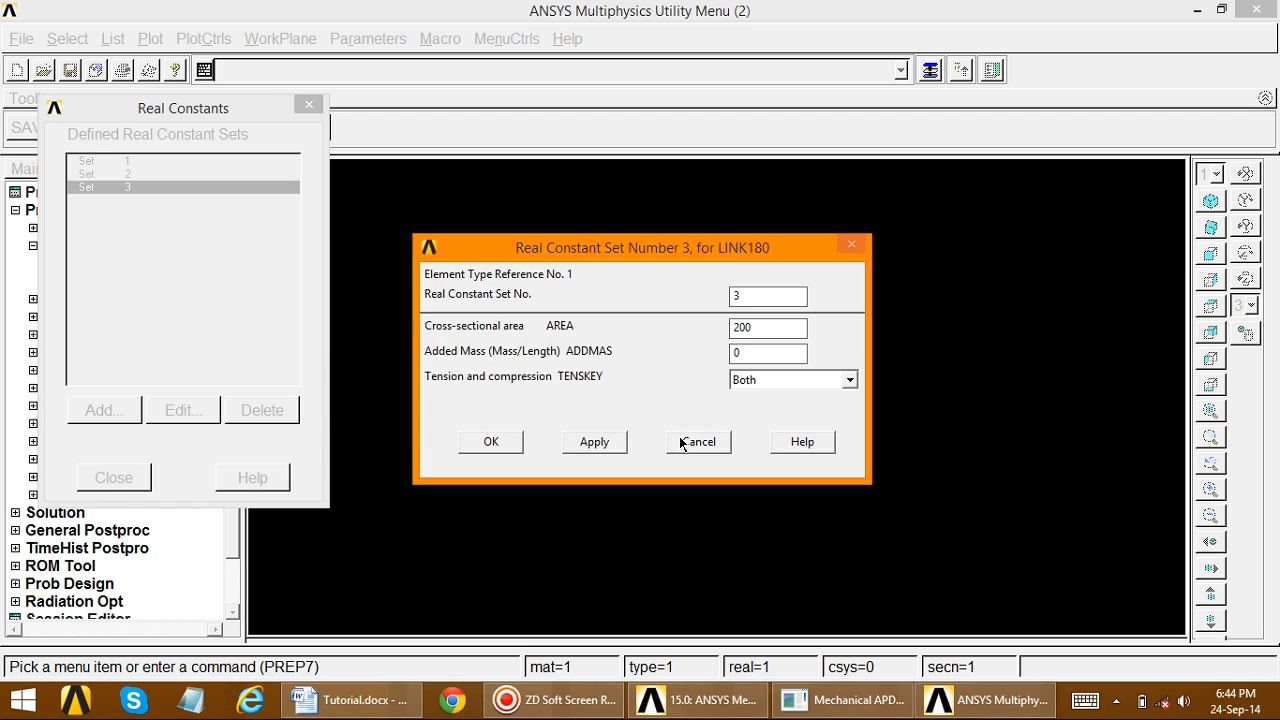 ANSYS Multiphysics Utility Menu (2)
File Select List Plot PlotCtrls WorkPlane Parameters Macro MenuCtrls Help
Real Constants
Defined Real Constant Sets
Set 1
Set 2
Set 3
Add... Edit... Delete
Close Help
Real Constant Set Number 3, for LINK180
Element Type Reference No. 1
Real Constant Set No. 3
Cross-sectional area AREA 200
Added Mass (Mass/Length) ADDMAS 0
Tension and compression TENSKEY Both
OK Apply Cancel Help
1
3
Solution
General Postproc
TimeHist Postpro
ROM Tool
Prob Design
Radiation Opt
Session Editor
Pick a menu item or enter a command (PREP7) mat=1 type=1 real=1 csys=0 secn=1
Tutorial.docx - ... ZD Soft Screen R... 15.0: ANSYS Me... Mechanical APD... ANSYS Multiphy...
6:44 PM
24-Sep-14